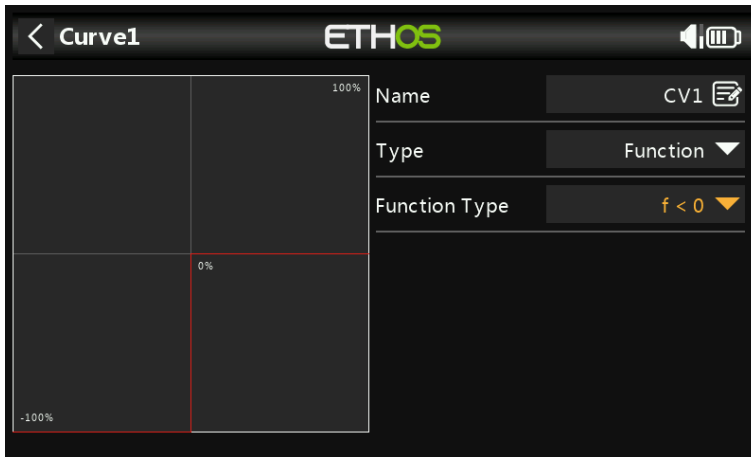 Curve1
ETHOS
100%
0%
-100%
Name CV1
Type Function
Function Type f < 0